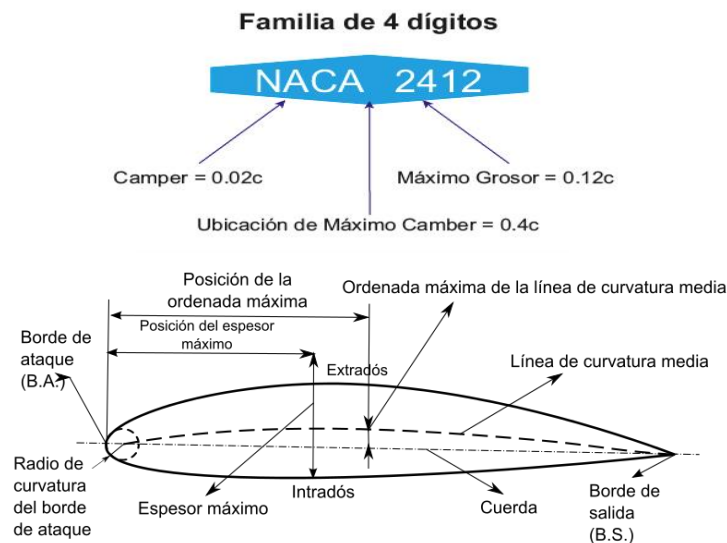 Familia de 4 dígitos
NACA 2412
Camper = 0.02c
Máximo Grosor = 0.12c
Ubicación de Máximo Camber = 0.4c
Posición de la
ordenada máxima
Ordenada máxima de la línea de curvatura media
Posición del espesor
máximo
Borde de
ataque
(B.A.)
Extradós
Línea de curvatura media
Radio de
curvatura
del borde
de ataque
Espesor máximo
Intradós
Cuerda
Borde de
salida
(B.S.)